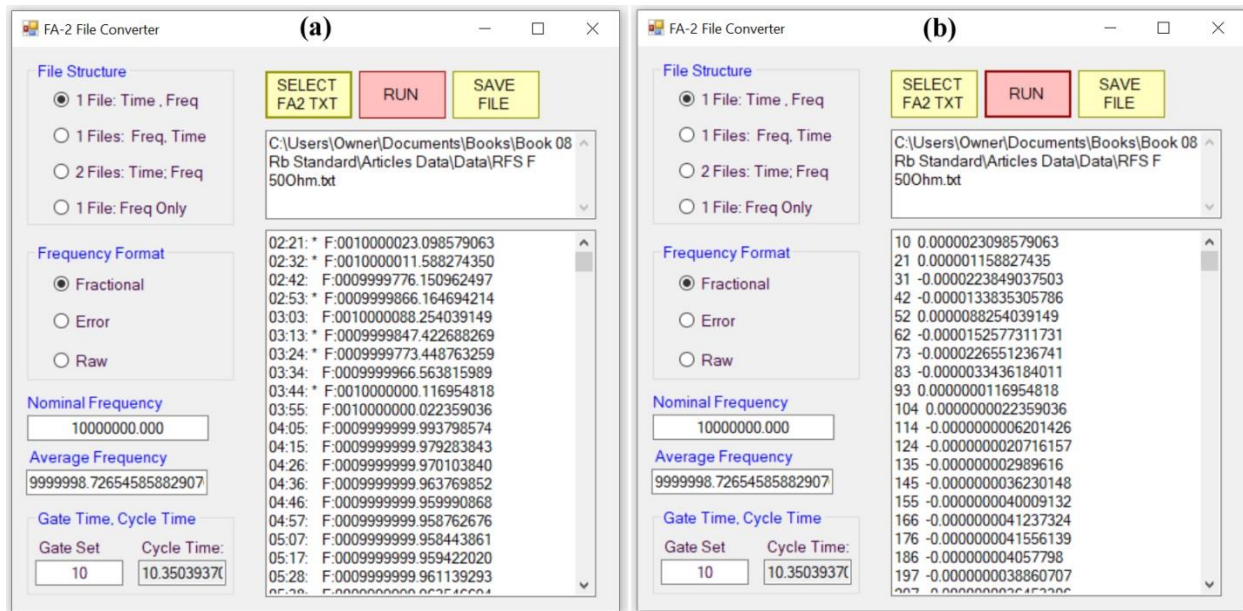 FA-2 File Converter
(a)
File Structure
1 File: Time , Freq
1 Files:  Freq, Time
2 Files: Time; Freq
1 File: Freq Only
SELECT
FA2 TXT
RUN
SAVE
FILE
C:\Users\Owner\Documents\Books\Book 08
Rb Standard\Articles Data\Data\RFS F
50Ohm.txt
Frequency Format
Fractional
Error
Raw
Nominal Frequency
10000000.000
Average Frequency
9999998.7265458588290
Gate Time, Cycle Time
Gate Set
Cycle Time:
10
10.3503937
02:21: *  F:0010000023.098579063
02:32: *  F:0010000011.588274350
02:42:   F:0009999776.150962497
02:53: *  F:0009999866.164694214
03:03:   F:0010000088.254039149
03:13: *  F:0009999847.422688269
03:24: *  F:0009999773.448763259
03:34:   F:0009999966.563815989
03:44: *  F:0010000000.116954818
03:55:   F:0010000000.022359036
04:05:   F:0009999999.993798574
04:15:   F:0009999999.979283843
04:26:   F:0009999999.970103840
04:36:   F:0009999999.963769852
04:46:   F:0009999999.959990868
04:57:   F:0009999999.958762676
05:07:   F:0009999999.958443861
05:17:   F:0009999999.959422020
05:28:   F:0009999999.961139293
FA-2 File Converter
(b)
File Structure
1 File: Time , Freq
1 Files:  Freq, Time
2 Files: Time; Freq
1 File: Freq Only
SELECT
FA2 TXT
RUN
SAVE
FILE
C:\Users\Owner\Documents\Books\Book 08
Rb Standard\Articles Data\Data\RFS F
50Ohm.txt
Frequency Format
Fractional
Error
Raw
Nominal Frequency
10000000.000
Average Frequency
9999998.7265458588290
Gate Time, Cycle Time
Gate Set
Cycle Time:
10
10.3503937
10  0.0000023098579063
21  0.000001158827435
31  -0.0000223849037503
42  -0.0000133835305786
52  0.0000088254039149
62  -0.0000152577311731
73  -0.0000226551236741
83  -0.0000033436184011
93  0.0000000116954818
104  0.0000000022359036
114  -0.0000000006201426
124  -0.0000000020716157
135  -0.000000002989616
145  -0.0000000036230148
155  -0.0000000040009132
166  -0.0000000041237324
176  -0.0000000041556139
186  -0.000000004057798
197  -0.0000000038860707